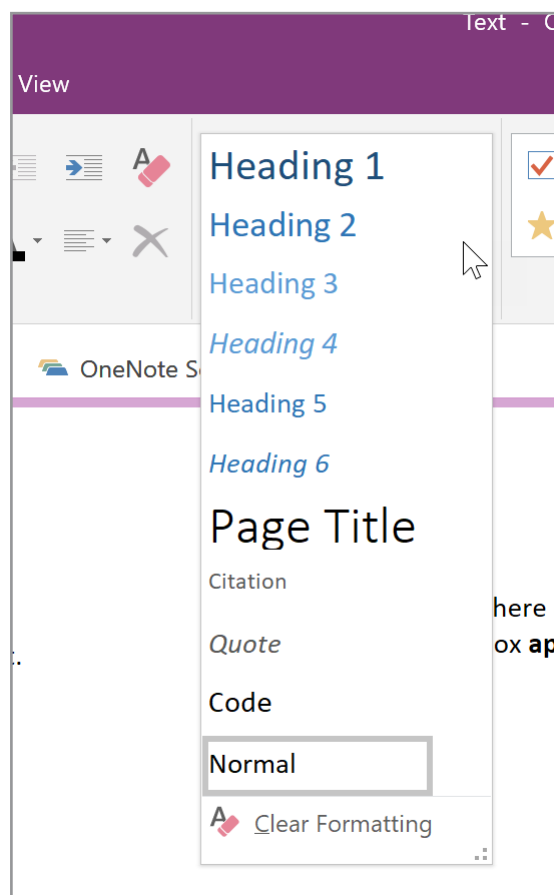 Text - 
View
Heading 1
Heading 2
Heading 3
Heading 4
OneNote S
Heading 5
Heading 6
Page Title
Citation
here
Quote
ox ap
Code
Normal
Clear Formatting